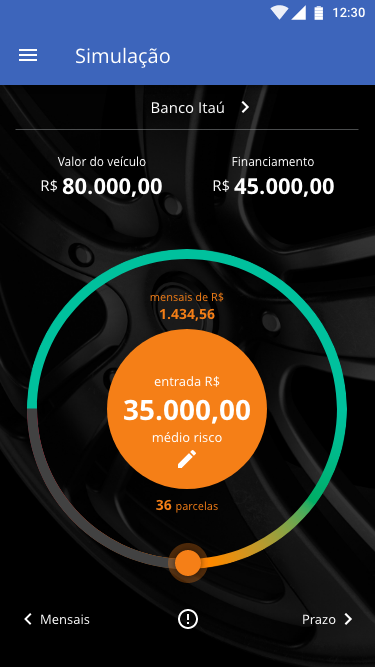 12:30
Simulação
Banco Itaú
Valor do veículo
R$ 80.000,00
Financiamento
R$ 45.000,00
mensais de R$
1.434,56
entrada R$
35.000,00
médio risco
36 parcelas
Mensais
Prazo